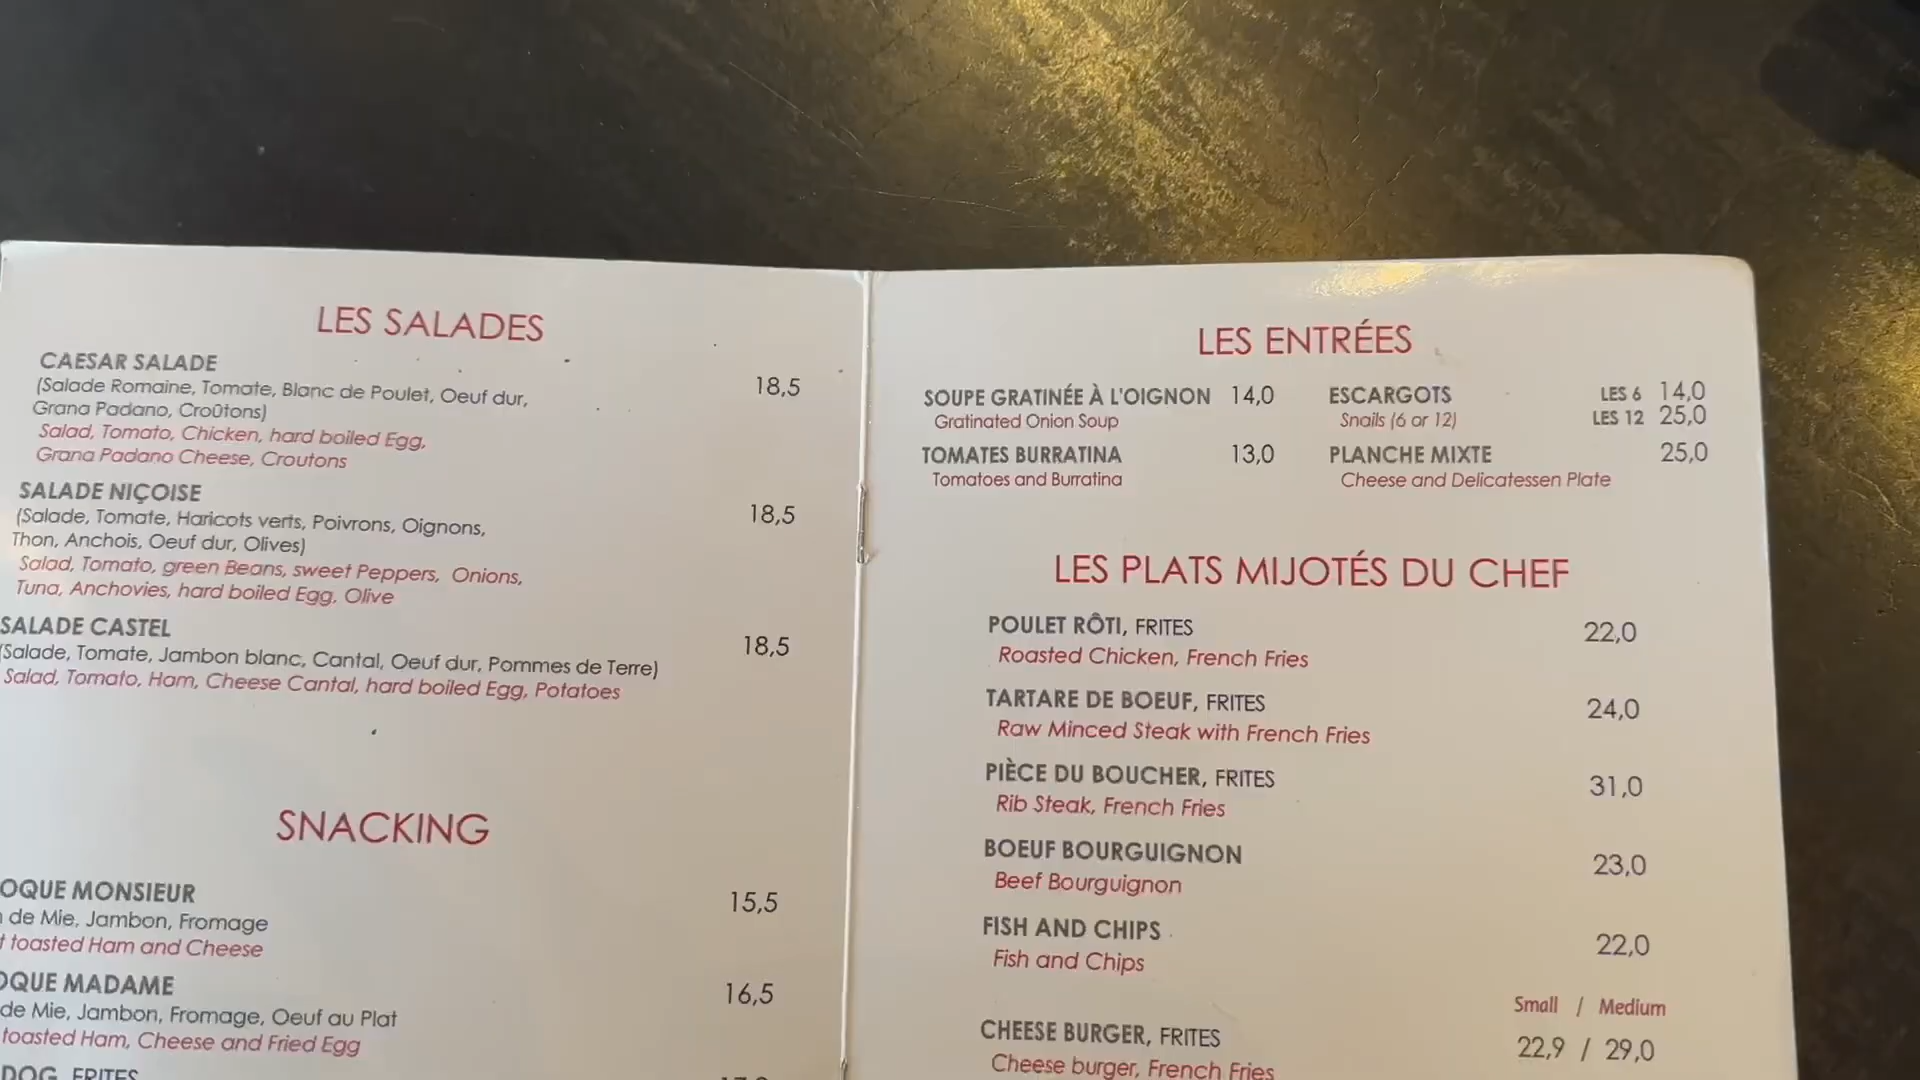 LES SALADES
CAESAR SALADE
(Salade Romaine, Tomate, Blanc de Poulet, Oeuf dur, 18,5
Grana Padano, Croûtons)
Salad, Tomato, Chicken, hard boiled Egg,
Grana Padano Cheese, Croutons
SALADE NIÇOISE
(Salade, Tomate, Haricots verts, Poivrons, Oignons, 18,5
Thon, Anchois, Oeuf dur, Olives)
Salad, Tomato, green Beans, sweet Peppers, Onions,
Tuna, Anchovies, hard boiled Egg, Olive
SALADE CASTEL
(Salade, Tomate, Jambon blanc, Cantal, Oeuf dur, Pommes de Terre) 18,5
Salad, Tomato, Ham, Cheese Cantal, hard boiled Egg, Potatoes
SNACKING
OQUE MONSIEUR 15,5
de Mie, Jambon, Fromage
toasted Ham and Cheese
OQUE MADAME 16,5
de Mie, Jambon, Fromage, Oeuf au Plat
toasted Ham, Cheese and Fried Egg
DOG, FRITES
LES ENTRÉES
SOUPE GRATINÉE À L'OIGNON 14,0
Gratinated Onion Soup
TOMATES BURRATINA 13,0
Tomatoes and Burratina
ESCARGOTS LES 6 14,0
Snails (6 or 12) LES 12 25,0
PLANCHE MIXTE 25,0
Cheese and Delicatessen Plate
LES PLATS MIJOTÉS DU CHEF
POULET RÔTI, FRITES 22,0
Roasted Chicken, French Fries
TARTARE DE BOEUF, FRITES 24,0
Raw Minced Steak with French Fries
PIÈCE DU BOUCHER, FRITES 31,0
Rib Steak, French Fries
BOEUF BOURGUIGNON 23,0
Beef Bourguignon
FISH AND CHIPS 22,0
Fish and Chips
Small / Medium
CHEESE BURGER, FRITES 22,9 / 29,0
Cheese burger, French Fries